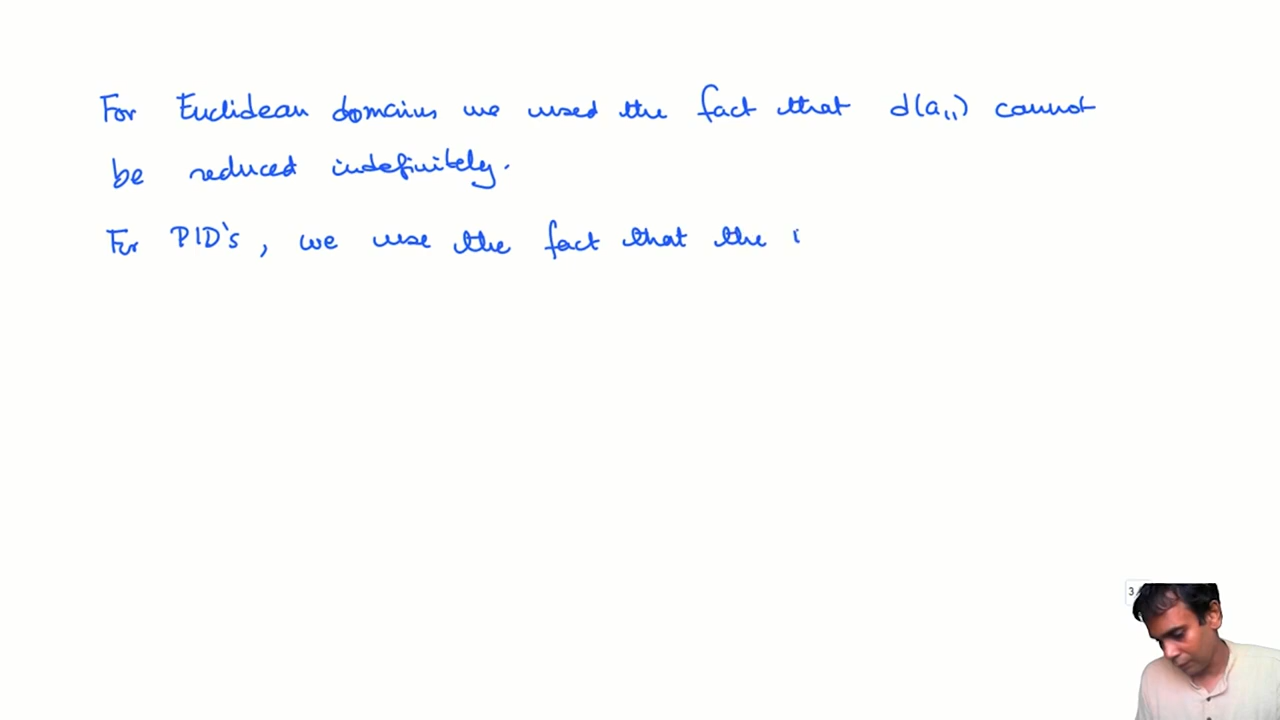 For Euclidean domains we used the fact that d(a₁₁) cannot
be reduced indefinitely.
For PID's, we use the fact that the
3